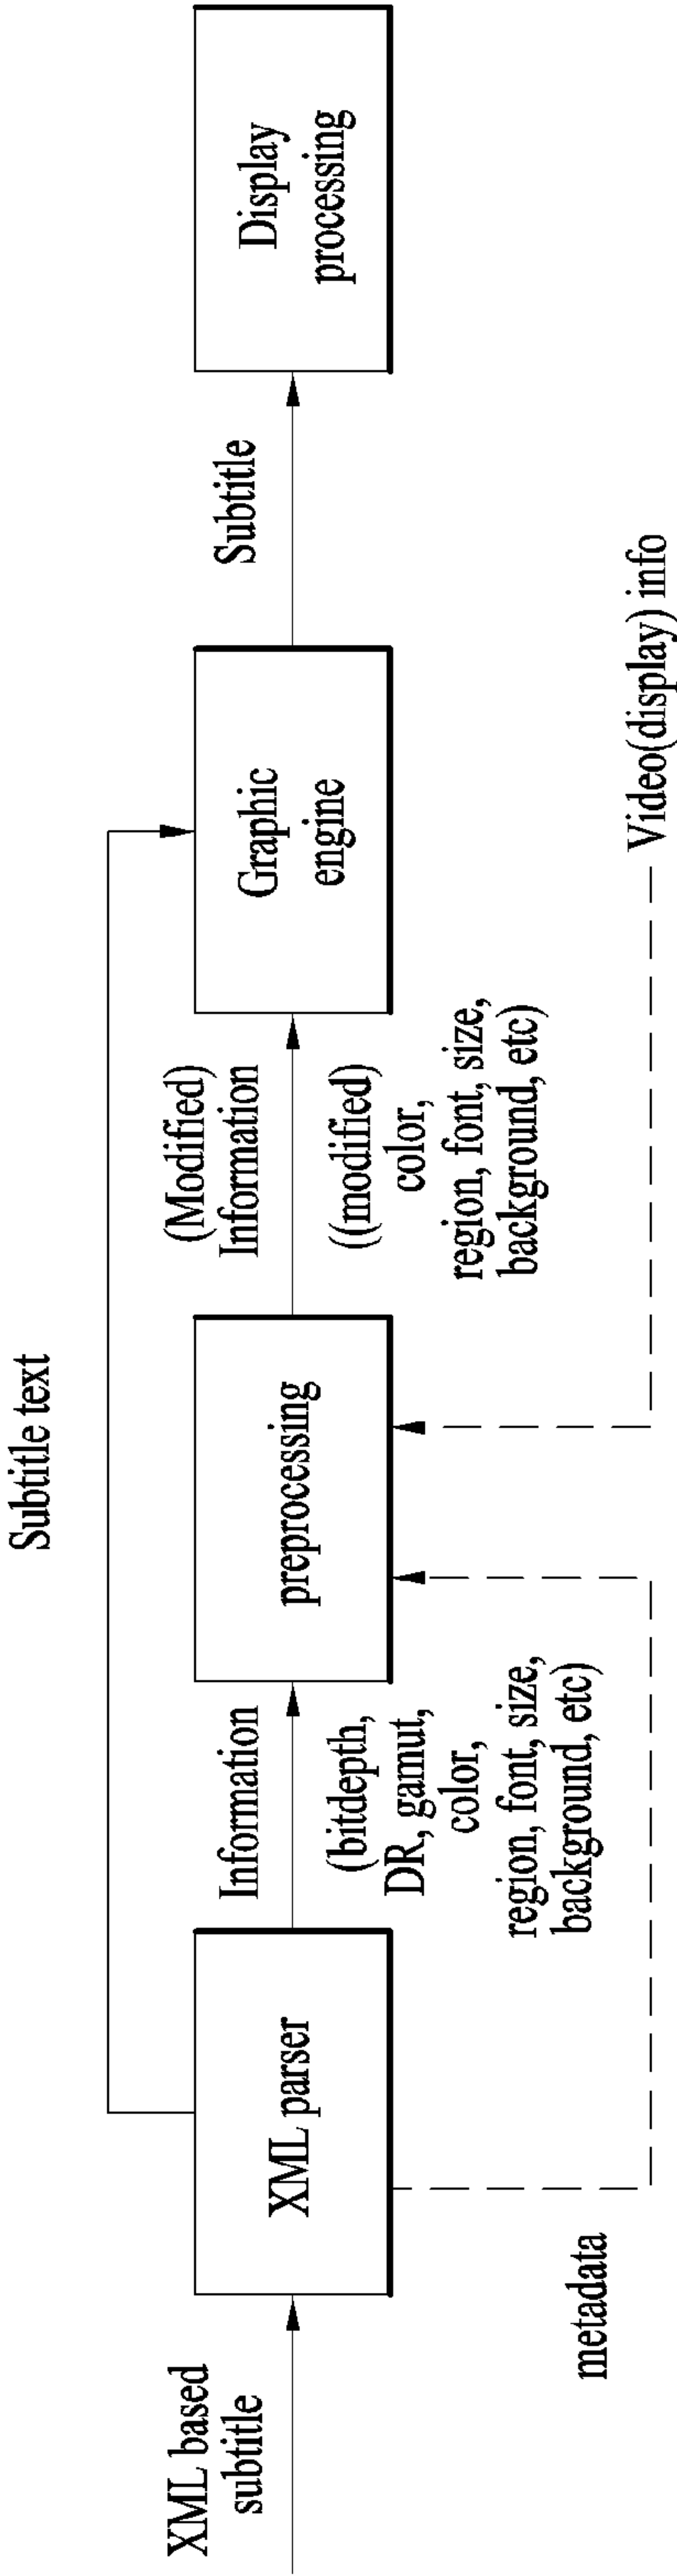 Subtitle text
XML based
subtitle
XML parser
Information
(bitdepth,
DR, gamut,
color,
region, font, size,
background, etc)
preprocessing
(Modified)
Information
((modified)
color,
region, font, size,
background, etc)
Graphic
engine
Subtitle
Display
processing
metadata
Video(display) info